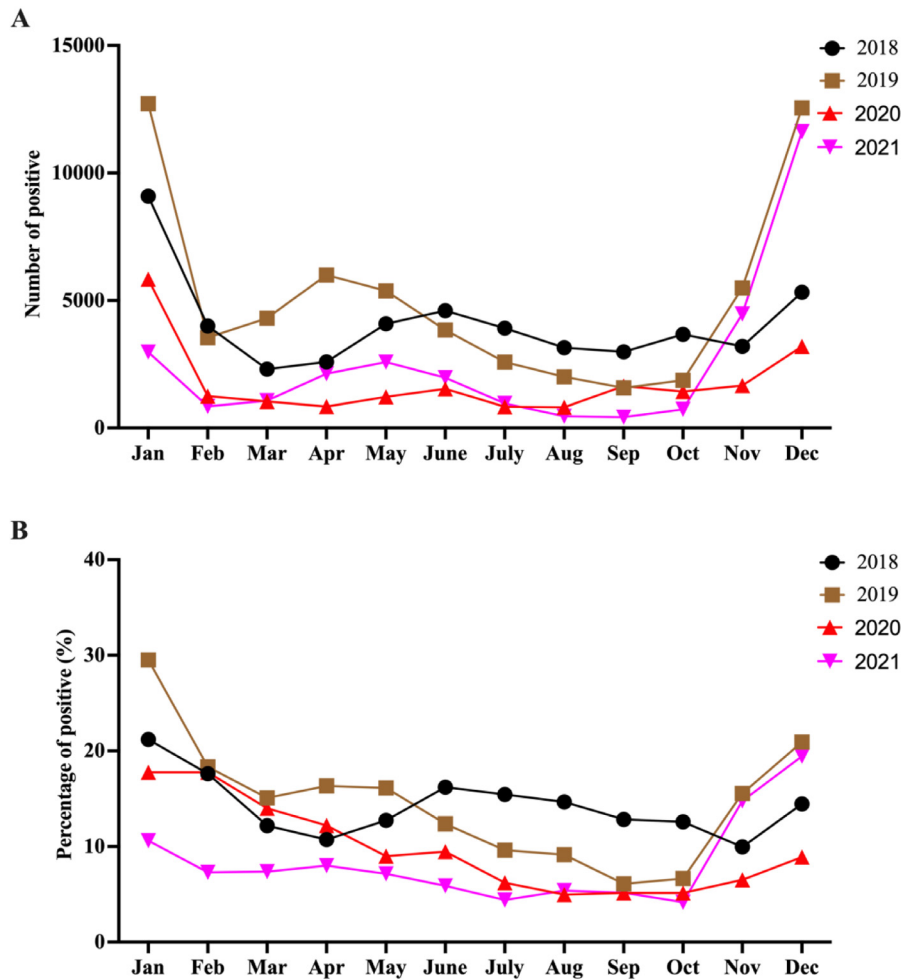 A
Number of positive
15000
10000
5000
0
Jan Feb Mar Apr May June July Aug Sep Oct Nov Dec
2018
2019
2020
2021
B
Percentage of positive (%)
40
30
20
10
0
Jan Feb Mar Apr May June July Aug Sep Oct Nov Dec
2018
2019
2020
2021